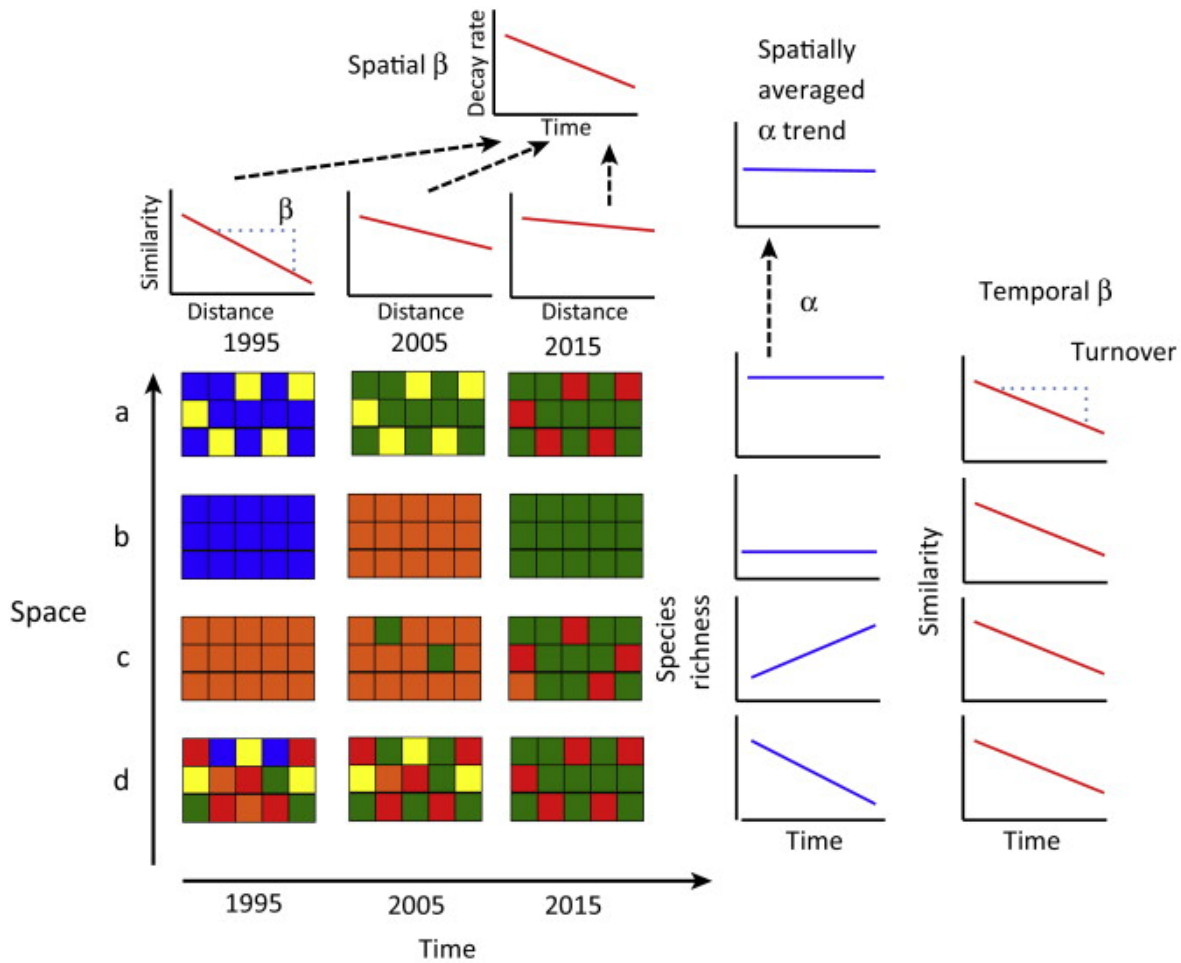 Spatial β
Decay rate
Time
Spatially
averaged
α trend
Similarity
β
Distance
Distance
Distance
1995
2005
2015
α
Temporal β
Turnover
a
b
c
d
Space
Species
richness
Similarity
Time
Time
1995
2005
2015
Time